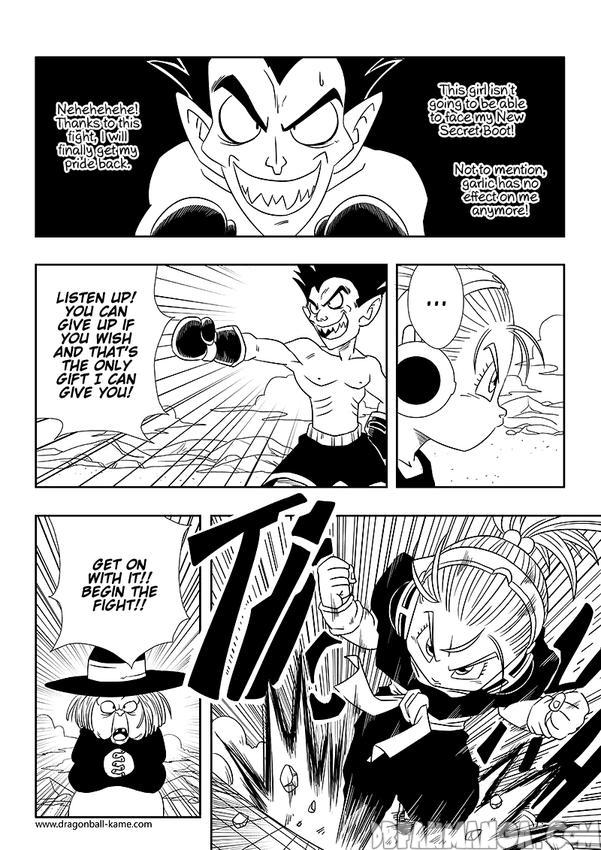 Nehehehehe!
Thanks to this
fight, I will
finally get my
pride back.
This girl isn't
going to be able
to face my New
Secret Boot!
Not to mention,
garlic has no
effect on me
anymore!
LISTEN UP!
YOU CAN
GIVE UP IF
YOU WISH
AND THAT'S
THE ONLY
GIFT I CAN
GIVE YOU!
...
GET ON
WITH IT!!
BEGIN THE
FIGHT!!
www.dragonball-kame.com
DBFREEMANGA.COM